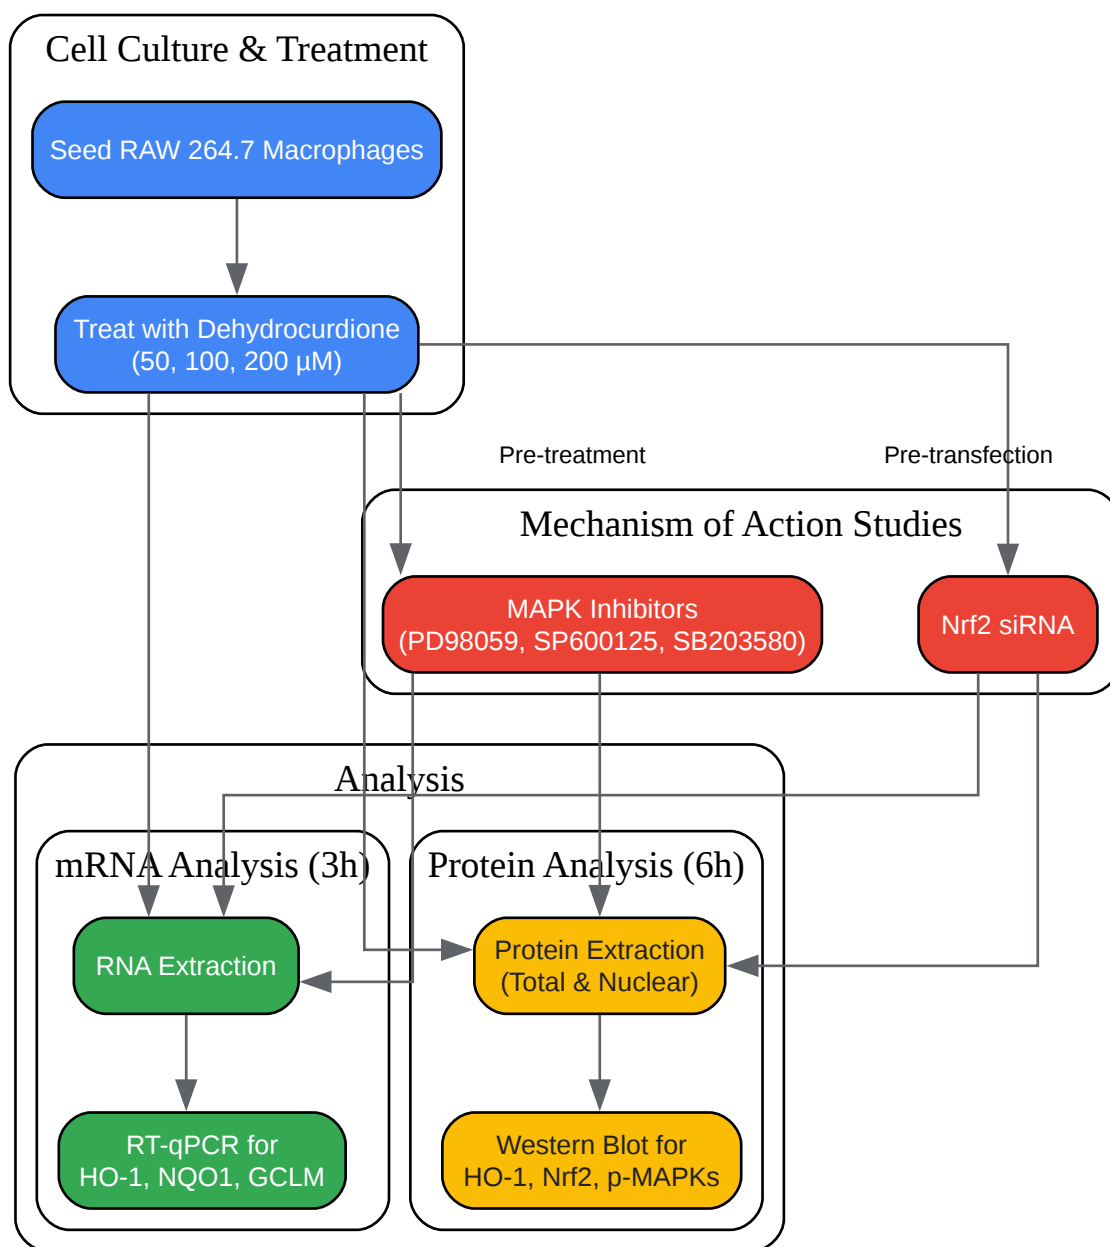 Cell Culture & Treatment
Seed RAW 264.7 Macrophages
Treat with Dehydrocurdione
(50, 100, 200 µM)
Pre-treatment
Pre-transfection
Mechanism of Action Studies
MAPK Inhibitors
(PD98059, SP600125, SB203580)
Nrf2 siRNA
Analysis
mRNA Analysis (3h)
Protein Analysis (6h)
RNA Extraction
Protein Extraction
(Total & Nuclear)
RT-qPCR for
HO-1, NQO1, GCLM
Western Blot for
HO-1, Nrf2, p-MAPKs